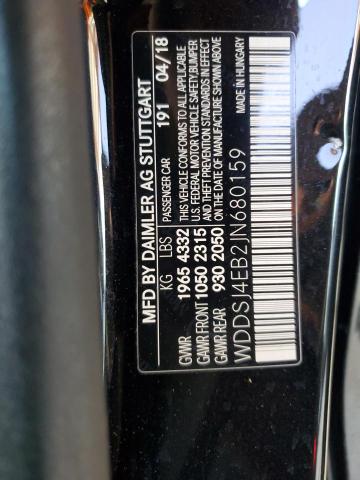 MFD BY DAIMLER AG STUTTGART
191 04/18
KG LBS PASSENGER CAR
GVWR 1965 4332 THIS VEHICLE CONFORMS TO ALL APPLICABLE
U.S. FEDERAL MOTOR VEHICLE SAFETY,BUMPER
GAWR FRONT 1050 2315 AND THEFT PREVENTION STANDARDS IN EFFECT
GAWR REAR 930 2050 ON THE DATE OF MANUFACTURE SHOWN ABOVE
WDDSJ4EB2JN680159 MADE IN HUNGARY